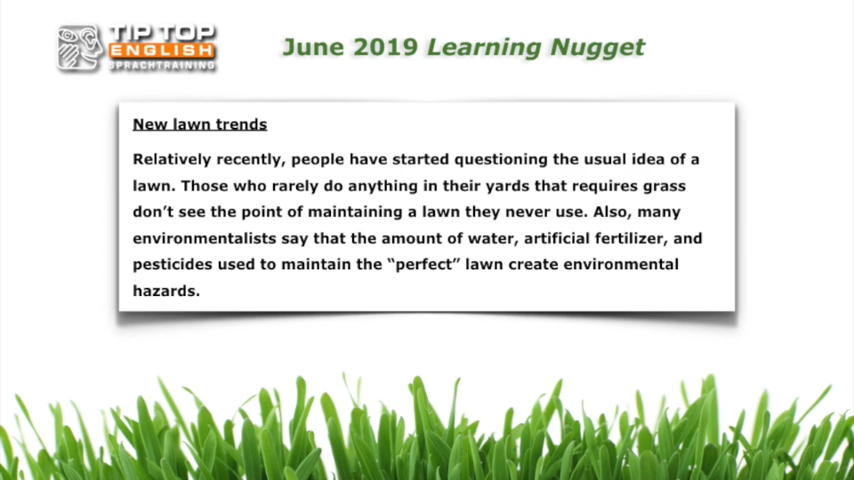 TIP TOP
ENGLISH
SPRACHTRAINING
June 2019 Learning Nugget
New lawn trends
Relatively recently, people have started questioning the usual idea of a
lawn. Those who rarely do anything in their yards that requires grass
don’t see the point of maintaining a lawn they never use. Also, many
environmentalists say that the amount of water, artificial fertilizer, and
pesticides used to maintain the “perfect” lawn create environmental
hazards.